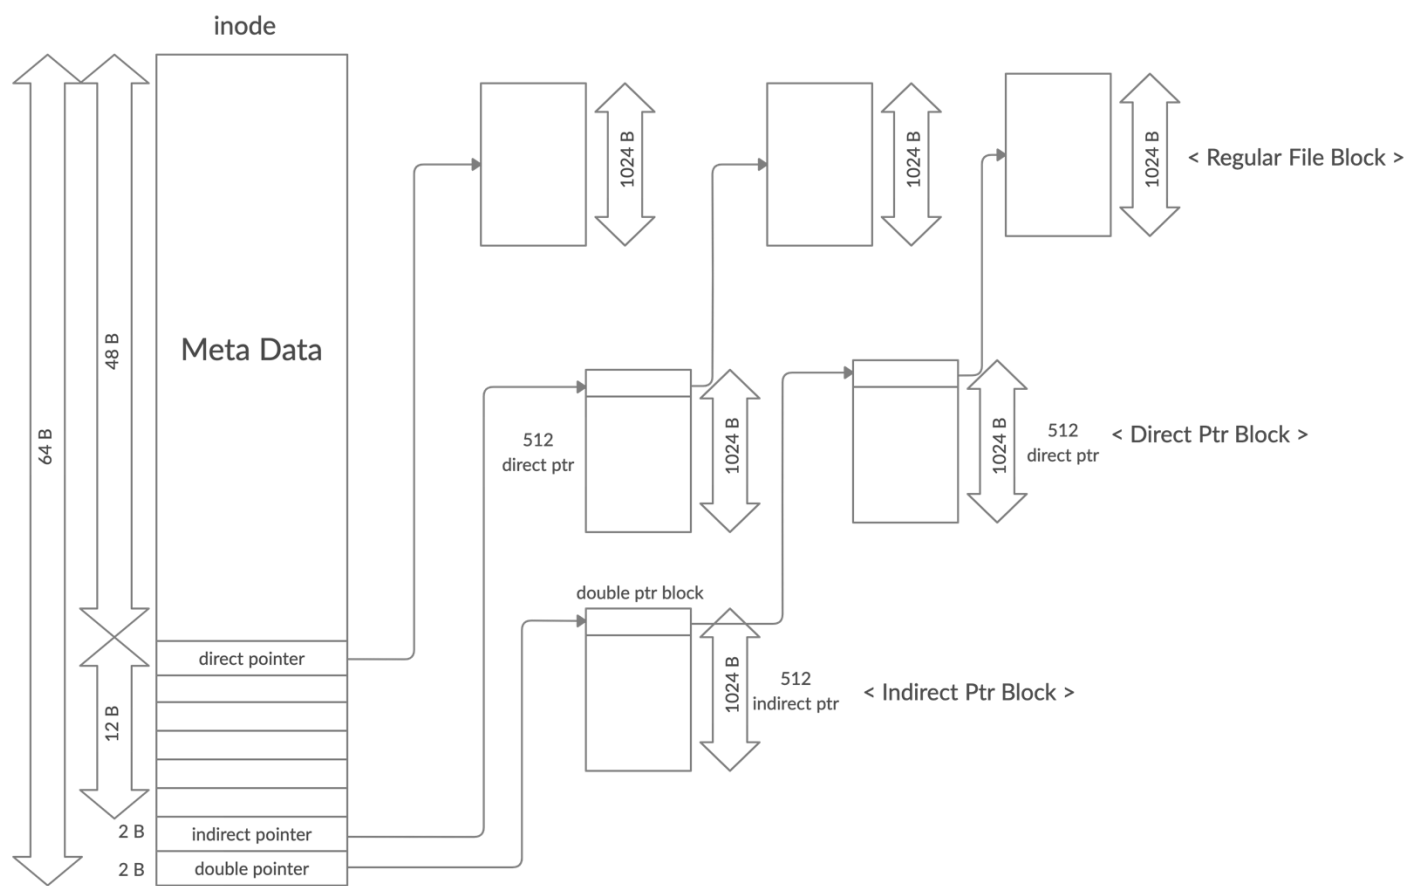 inode
1024 B
1024 B
1024 B
< Regular File Block >
48 B
Meta Data
64 B
512
direct ptr
1024 B
1024 B
512
direct ptr
< Direct Ptr Block >
double ptr block
direct pointer
1024 B
512
indirect ptr
< Indirect Ptr Block >
12 B
2 B
indirect pointer
2 B
double pointer